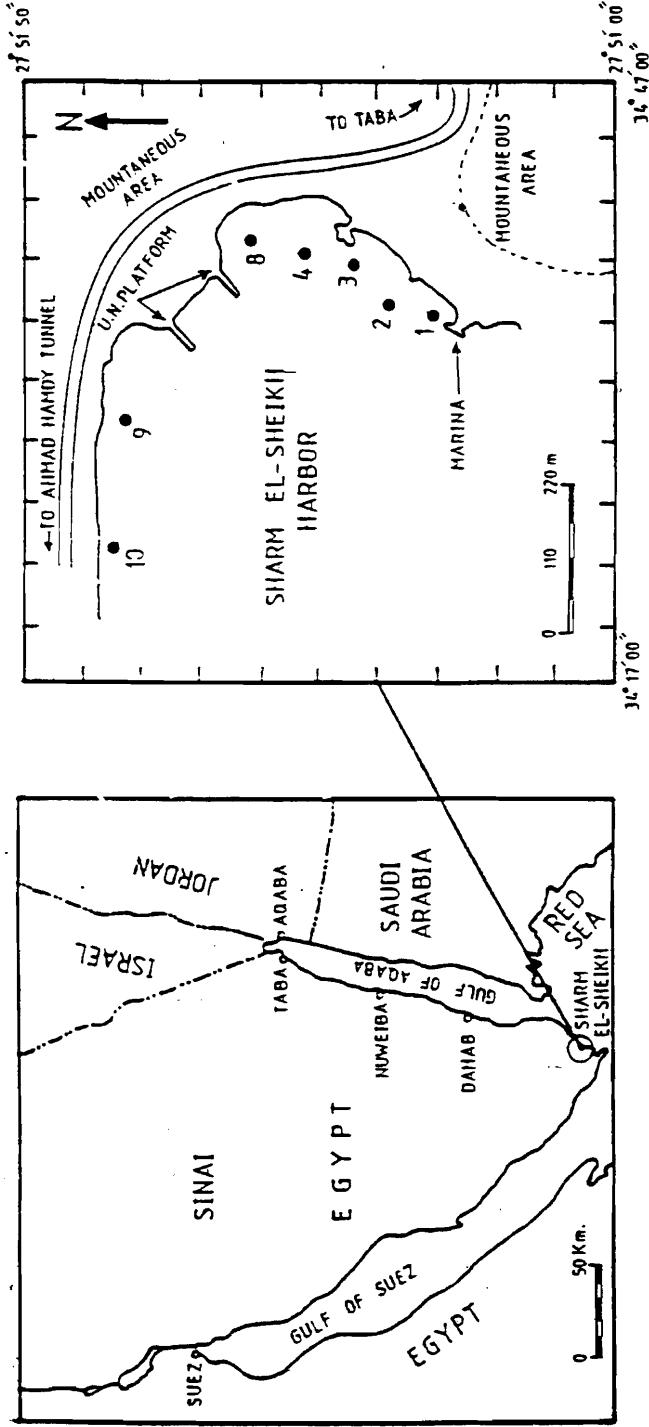 SUEZ
GULF OF SUEZ
EGYPT
0 50 Km.
SINAI
EGYPT
ISRAEL
JORDAN
TABA
AQABA
NUWEIBA
GULF OF AQABA
DAHAB
SAUDI
ARABIA
RED
SEA
SHARM
EL-SHEIKH
27° 51' 50"
TO AHMAD HAMDY TUNNEL
MOUNTANEOUS
AREA
N
U.N. PLATFORM
TO TABA
MOUNTANEOUS
AREA
10
9
8
4
3
2
1
SHARM EL-SHEIKH
HARBOR
MARINA
0 110 220 m
34° 17' 00"
34° 47' 00"
27° 51' 00"